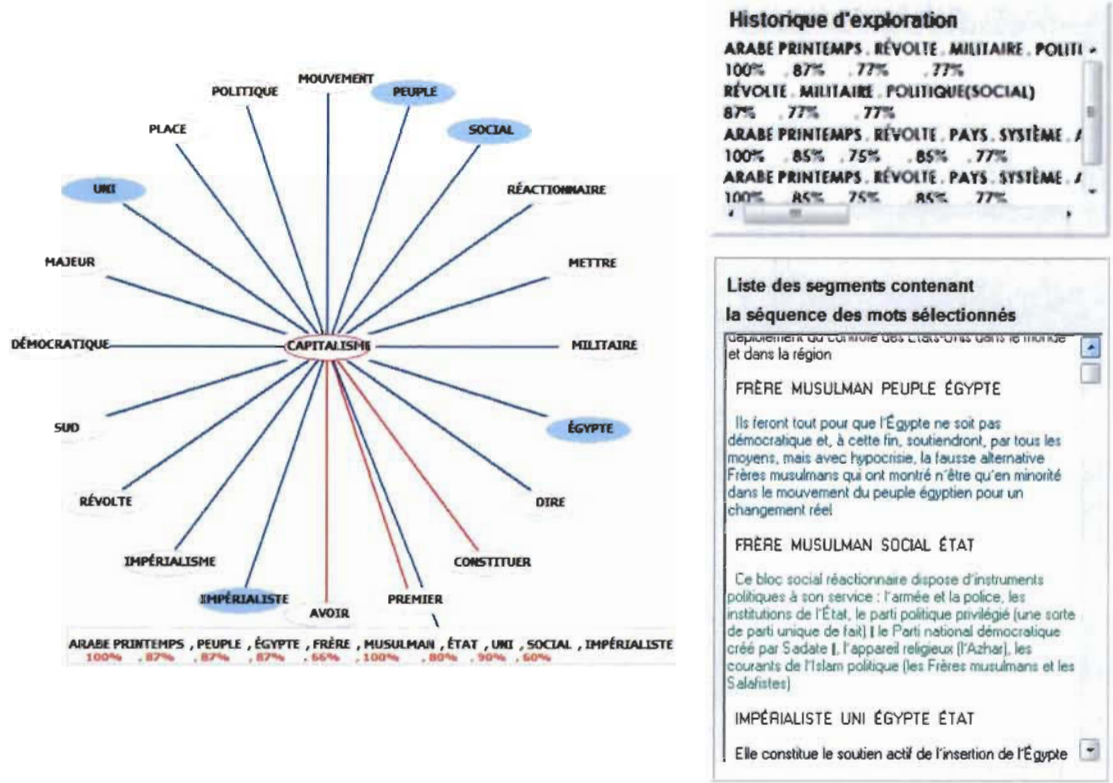 MOUVEMENT
POLITIQUE
PEUPLE
PLACE
SOCIAL
UNI
RÉACTIONNAIRE
MAJEUR
METTRE
DÉMOCRATIQUE
CAPITALISME
MILITAIRE
SUD
ÉGYPTE
RÉVOLTE
DIRE
IMPÉRIALISME
CONSTITUER
IMPÉRIALISTE
AVOIR
PREMIER
ARABE PRINTEMPS , PEUPLE , ÉGYPTE , FRÈRE , MUSULMAN , ÉTAT , UNI , SOCIAL , IMPÉRIALISTE
100% .87% .87% .87% .66% .100% .80% .90% .60%
Historique d'exploration
ARABE PRINTEMPS . RÉVOLTE . MILITAIRE . POLITI
100% .87% .77% .77%
RÉVOLTE . MILITAIRE . POLITIQUE(SOCIAL)
87% .77% .77%
ARABE PRINTEMPS . RÉVOLTE . PAYS . SYSTÈME . A
100% .85% .75% .85% .77%
ARABE PRINTEMPS . RÉVOLTE . PAYS . SYSTÈME . A
100% .85% .75% .85% .77%
Liste des segments contenant
la séquence des mots sélectionnés
déploiement du contrôle des États-Unis dans le monde
et dans la région
FRÈRE MUSULMAN PEUPLE ÉGYPTE
Ils feront tout pour que l'Égypte ne soit pas
démocratique et, à cette fin, soutiendront, par tous les
moyens, mais avec hypocrisie, la fausse alternative
Frères musulmans qui ont montré n'être qu'en minorité
dans le mouvement du peuple égyptien pour un
changement réel
FRÈRE MUSULMAN SOCIAL ÉTAT
Ce bloc social réactionnaire dispose d'instruments
politiques à son service : l'armée et la police, les
institutions de l'État, le parti politique privilégié (une sorte
de parti unique de fait) | le Parti national démocratique
créé par Sadate |, l'appareil religieux (l'Azhar), les
courants de l'Islam politique (les Frères musulmans et les
Salafistes)
IMPÉRIALISTE UNI ÉGYPTE ÉTAT
Elle constitue le soutien actif de l'insertion de l'Égypte